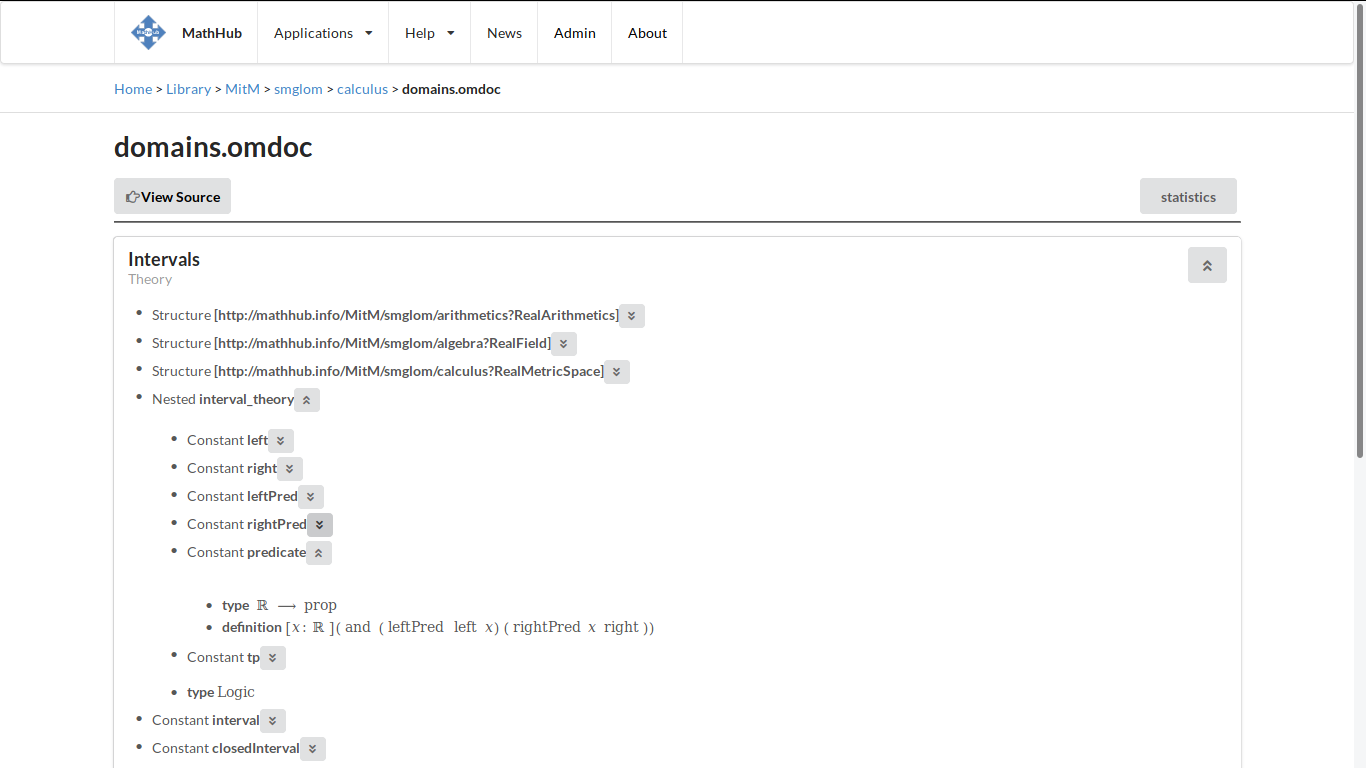 MathHub MathHub Applications Help News Admin About
Home > Library > MitM > smglom > calculus > domains.omdoc
domains.omdoc
View Source statistics
Intervals
Theory
• Structure [http://mathhub.info/MitM/smglom/arithmetics?RealArithmetics]
• Structure [http://mathhub.info/MitM/smglom/algebra?RealField]
• Structure [http://mathhub.info/MitM/smglom/calculus?RealMetricSpace]
• Nested interval_theory
• Constant left
• Constant right
• Constant leftPred
• Constant rightPred
• Constant predicate
• type ℝ ⟶ prop
• definition [x: ℝ ]( and ( leftPred left x) ( rightPred x right ))
• Constant tp
• type Logic
• Constant interval
• Constant closedInterval